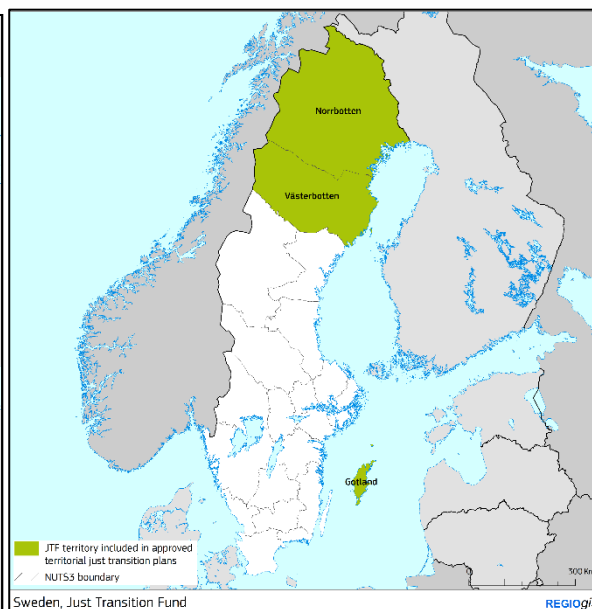 Norrbotten
Västerbotten
Gotland
JTF territory included in approved
territorial just transition plans
NUTS3 boundary
300 K
Sweden, Just Transition Fund
REGIOgi